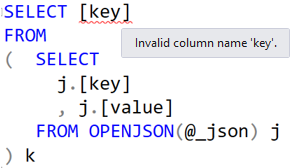 SELECT [key]
FROM
Invalid column name 'key'.
( SELECT
j.[key]
, j.[value]
FROM OPENJSON(@_json) j
) k